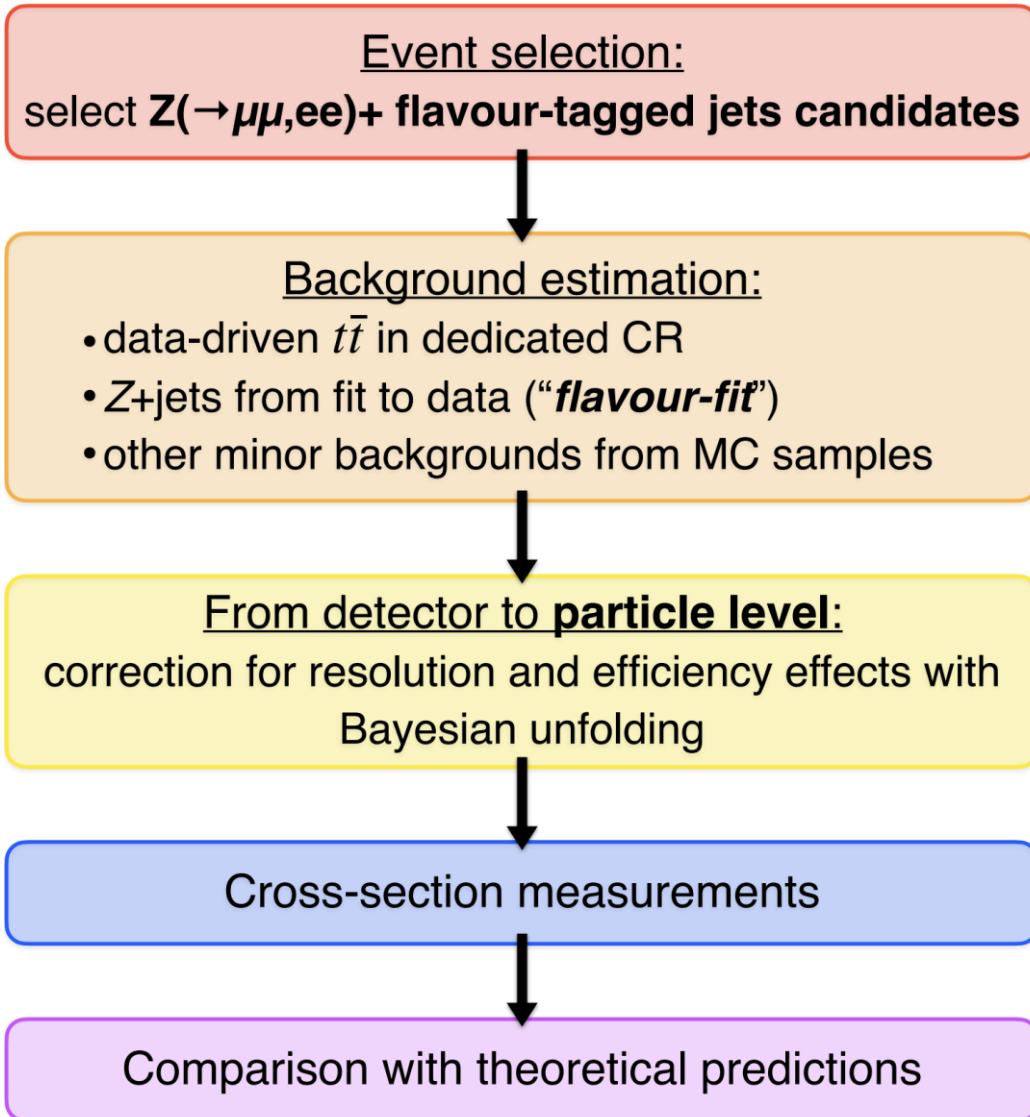 Event selection:
select Z(→μμ,ee)+ flavour-tagged jets candidates
Background estimation:
• data-driven tt̄ in dedicated CR
• Z+jets from fit to data (“flavour-fit”)
• other minor backgrounds from MC samples
From detector to particle level:
correction for resolution and efficiency effects with
Bayesian unfolding
Cross-section measurements
Comparison with theoretical predictions